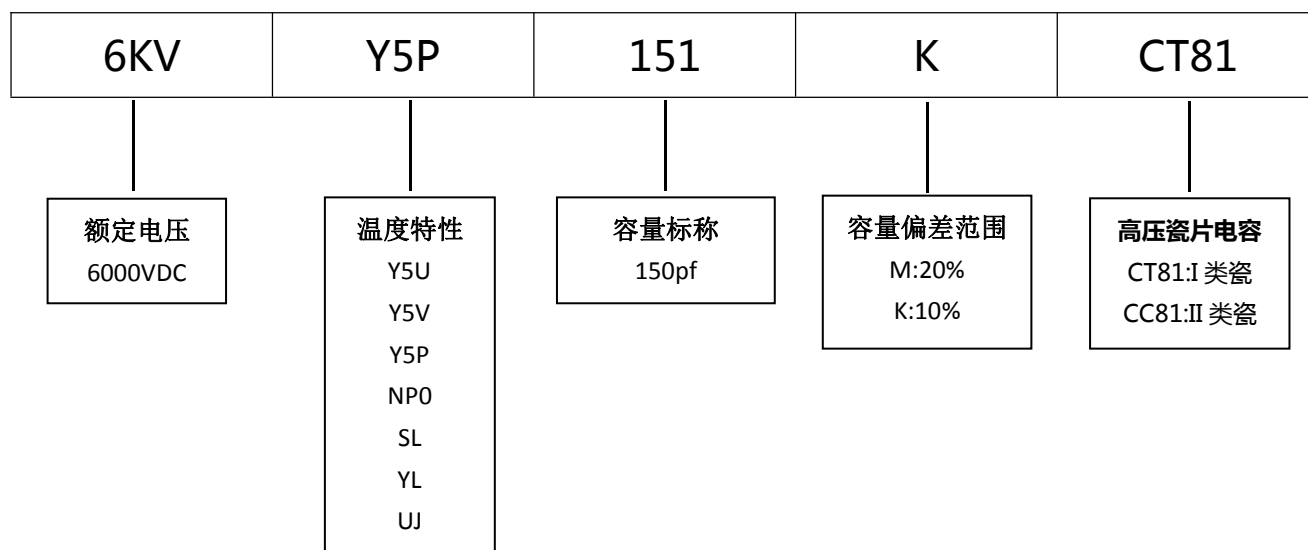 6KV Y5P 151 K CT81
额定电压
6000VDC
温度特性
Y5U
Y5V
Y5P
NP0
SL
YL
UJ
容量标称
150pf
容量偏差范围
M:20%
K:10%
高压瓷片电容
CT81:I 类瓷
CC81:II 类瓷